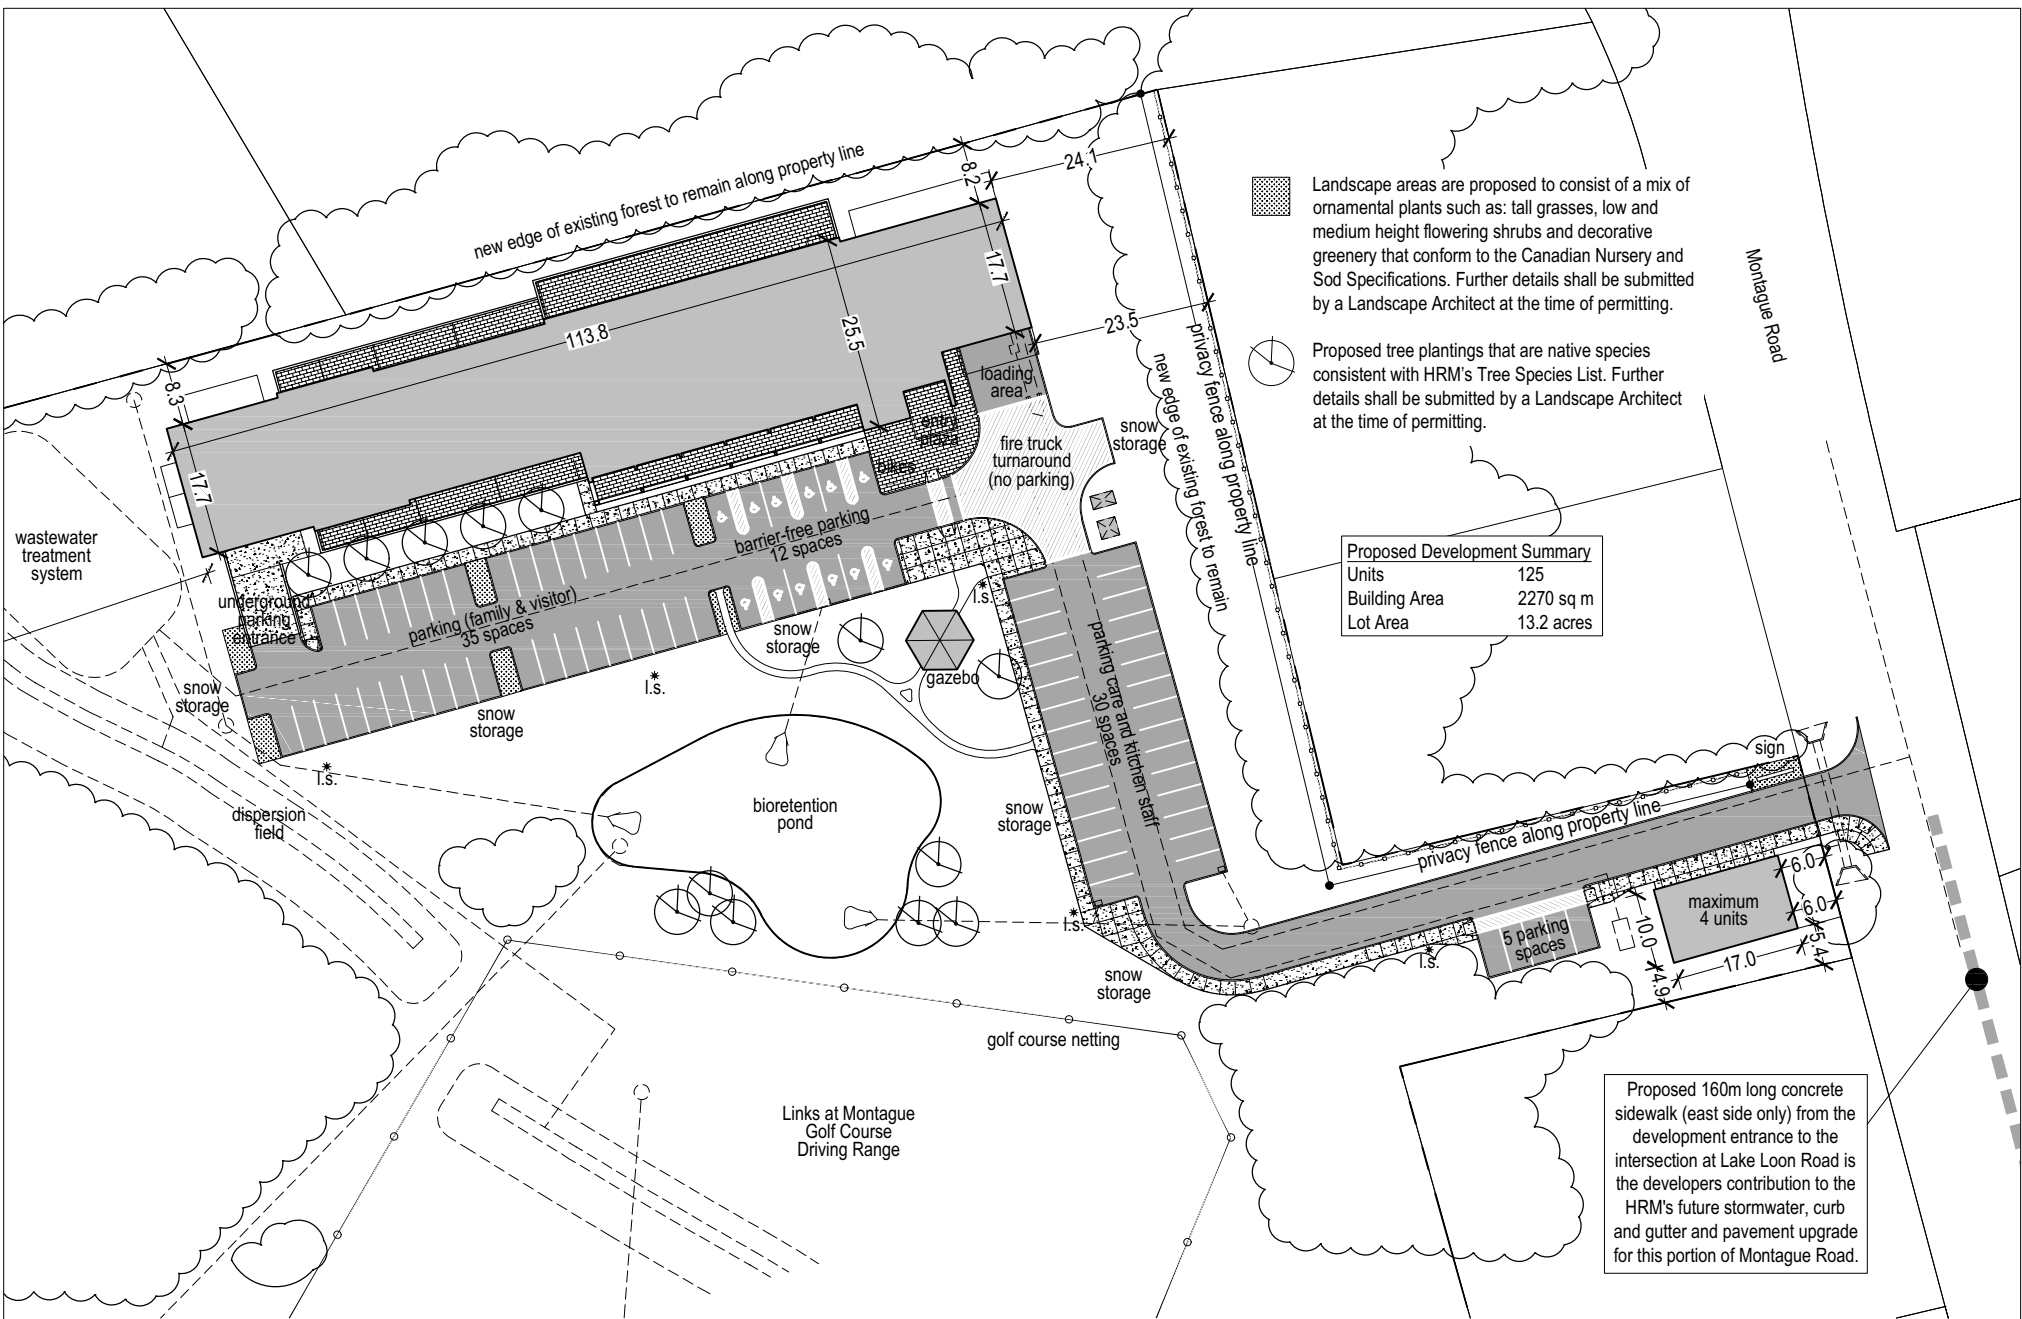 new edge of existing forest to remain along property line
8.2
24.1
17.7
23.5
113.8
25.5
8.3
17.7
loading
area
entry
plaza
bikes
fire truck
turnaround
(no parking)
snow
storage
new edge of existing forest to remain
privacy fence along property line
Landscape areas are proposed to consist of a mix of
ornamental plants such as: tall grasses, low and
medium height flowering shrubs and decorative
greenery that conform to the Canadian Nursery and
Sod Specifications. Further details shall be submitted
by a Landscape Architect at the time of permitting.
Proposed tree plantings that are native species
consistent with HRM's Tree Species List. Further
details shall be submitted by a Landscape Architect
at the time of permitting.
Montague Road
Proposed Development Summary
Units 125
Building Area 2270 sq m
Lot Area 13.2 acres
wastewater
treatment
system
underground
parking
entrance
parking (family & visitor)
35 spaces
barrier-free parking
12 spaces
l.s.
snow
storage
gazebo
l.s.
snow
storage
snow
storage
l.s.
parking care and kitchen staff
30 spaces
dispersion
field
bioretention
pond
snow
storage
sign
privacy fence along property line
6.0
6.0
maximum
4 units
5 parking
spaces
10.0
5.4
17.0
4.9
l.s.
l.s.
snow
storage
golf course netting
Links at Montague
Golf Course
Driving Range
Proposed 160m long concrete
sidewalk (east side only) from the
development entrance to the
intersection at Lake Loon Road is
the developers contribution to the
HRM's future stormwater, curb
and gutter and pavement upgrade
for this portion of Montague Road.